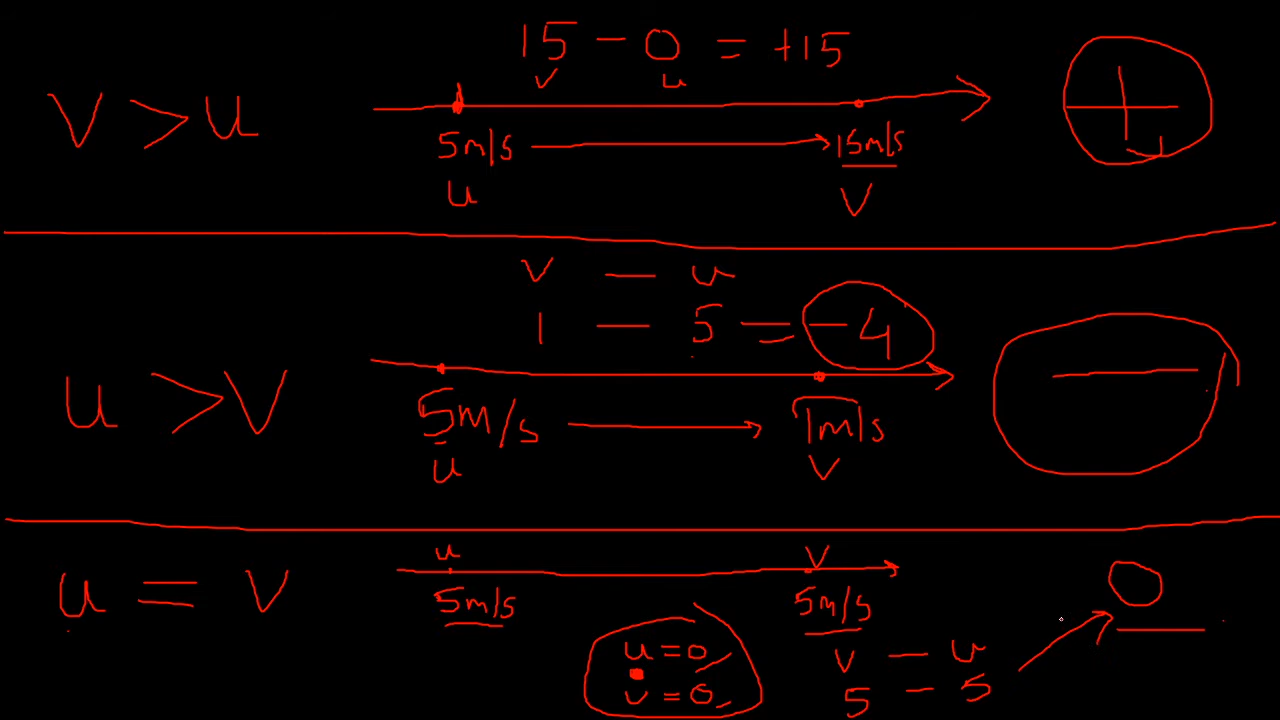 15 - 0 = +15
v u
V > u
5m/s 15m/s
u V
+
v - u
1 - 5 = -4
u > V
5m/s 1m/s
u V
-
u v
u = v
5m/s 5m/s
0
u = 0
v = 0
v - u
5 - 5